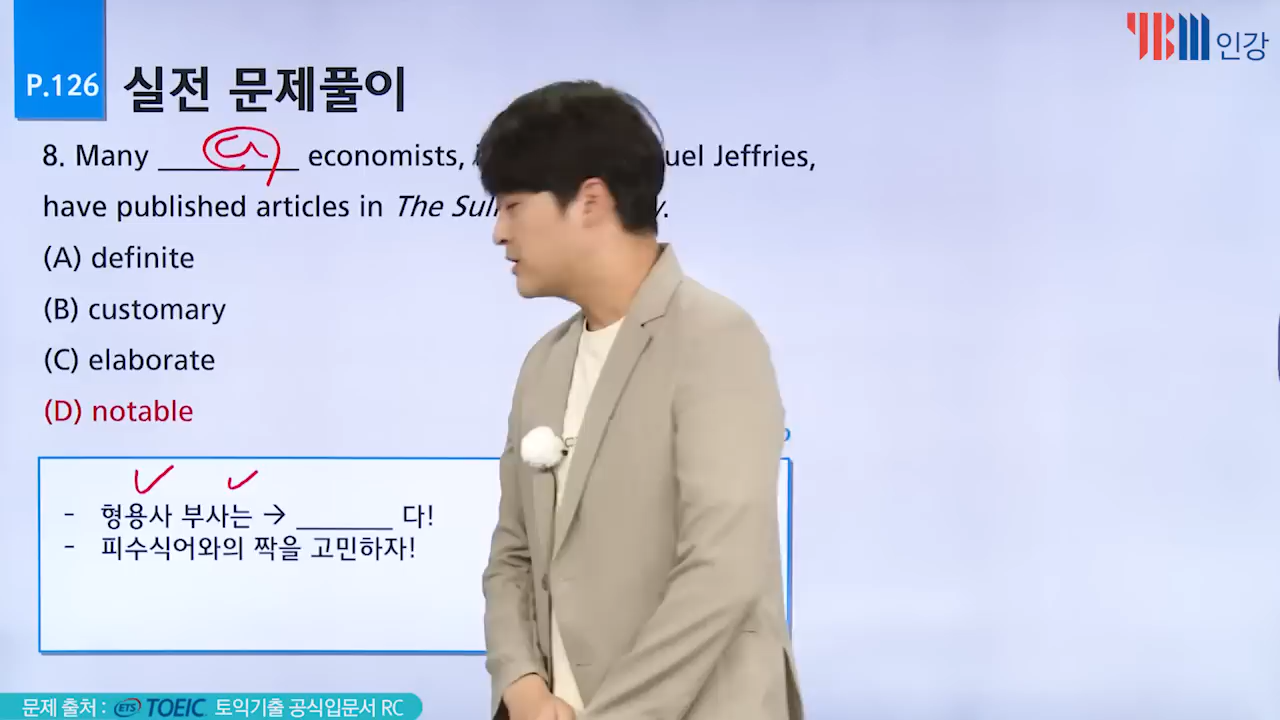 P.126 실전 문제풀이
YBM 인강
8. Many ________ economists, Jeffries,
have published articles in The
(A) definite
(B) customary
(C) elaborate
(D) notable
- 형용사 부사는 → ________ 다!
- 피수식어와의 짝을 고민하자!
문제 출처 : ETS TOEIC 토익기출 공식입문서 RC